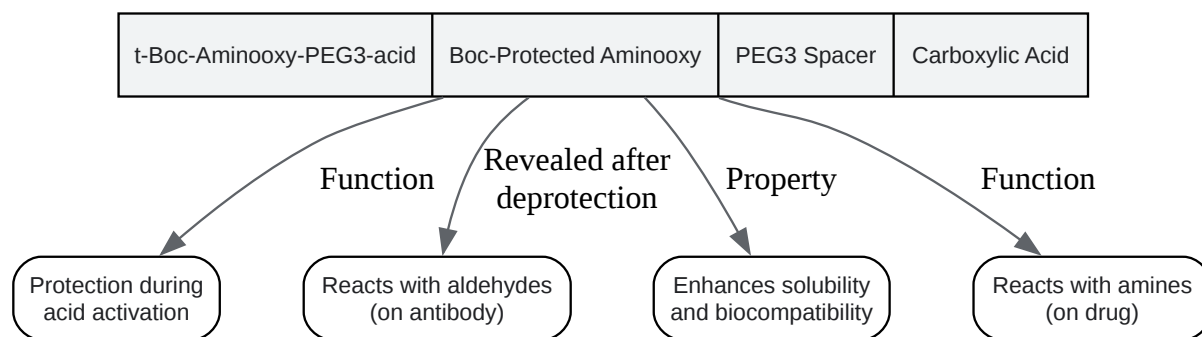 t-Boc-Aminooxy-PEG3-acid
Boc-Protected Aminooxy
PEG3 Spacer
Carboxylic Acid
Function
Revealed after
deprotection
Property
Function
Protection during
acid activation
Reacts with aldehydes
(on antibody)
Enhances solubility
and biocompatibility
Reacts with amines
(on drug)